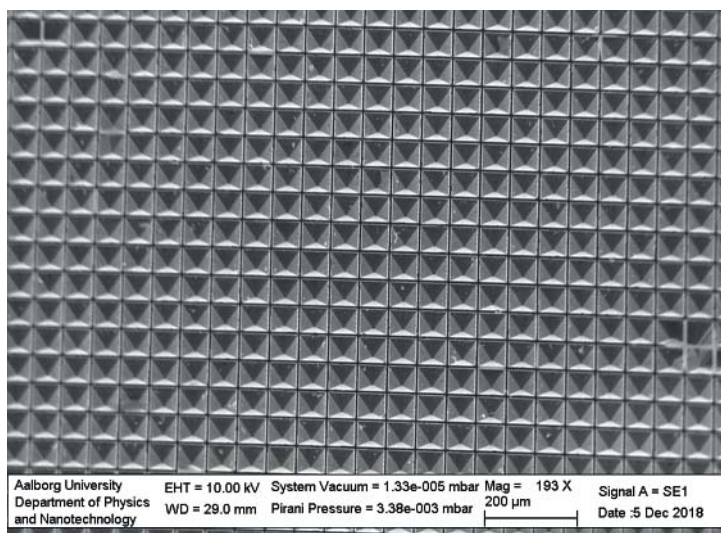 Aalborg University
Department of Physics
and Nanotechnology
EHT = 10.00 kV
WD = 29.0 mm
System Vacuum = 1.33e-005 mbar
Pirani Pressure = 3.38e-003 mbar
Mag = 193 X
200 µm
Signal A = SE1
Date :5 Dec 2018